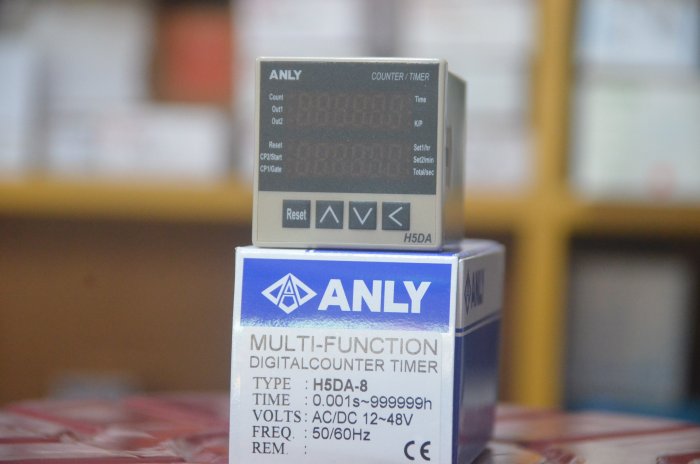 ANLY COUNTER / TIMER
Count Time
Out1
Out2 K/P
Reset Set1/hr
CP2/Start Set2/min
CP1/Gate Total/sec
Reset
H5DA
ANLY
ANLY
MULTI-FUNCTION
DIGITALCOUNTER TIMER
TYPE : H5DA-8
TIME : 0.001s~999999h
VOLTS : AC/DC 12~48V
FREQ. : 50/60Hz
REM. :
CE